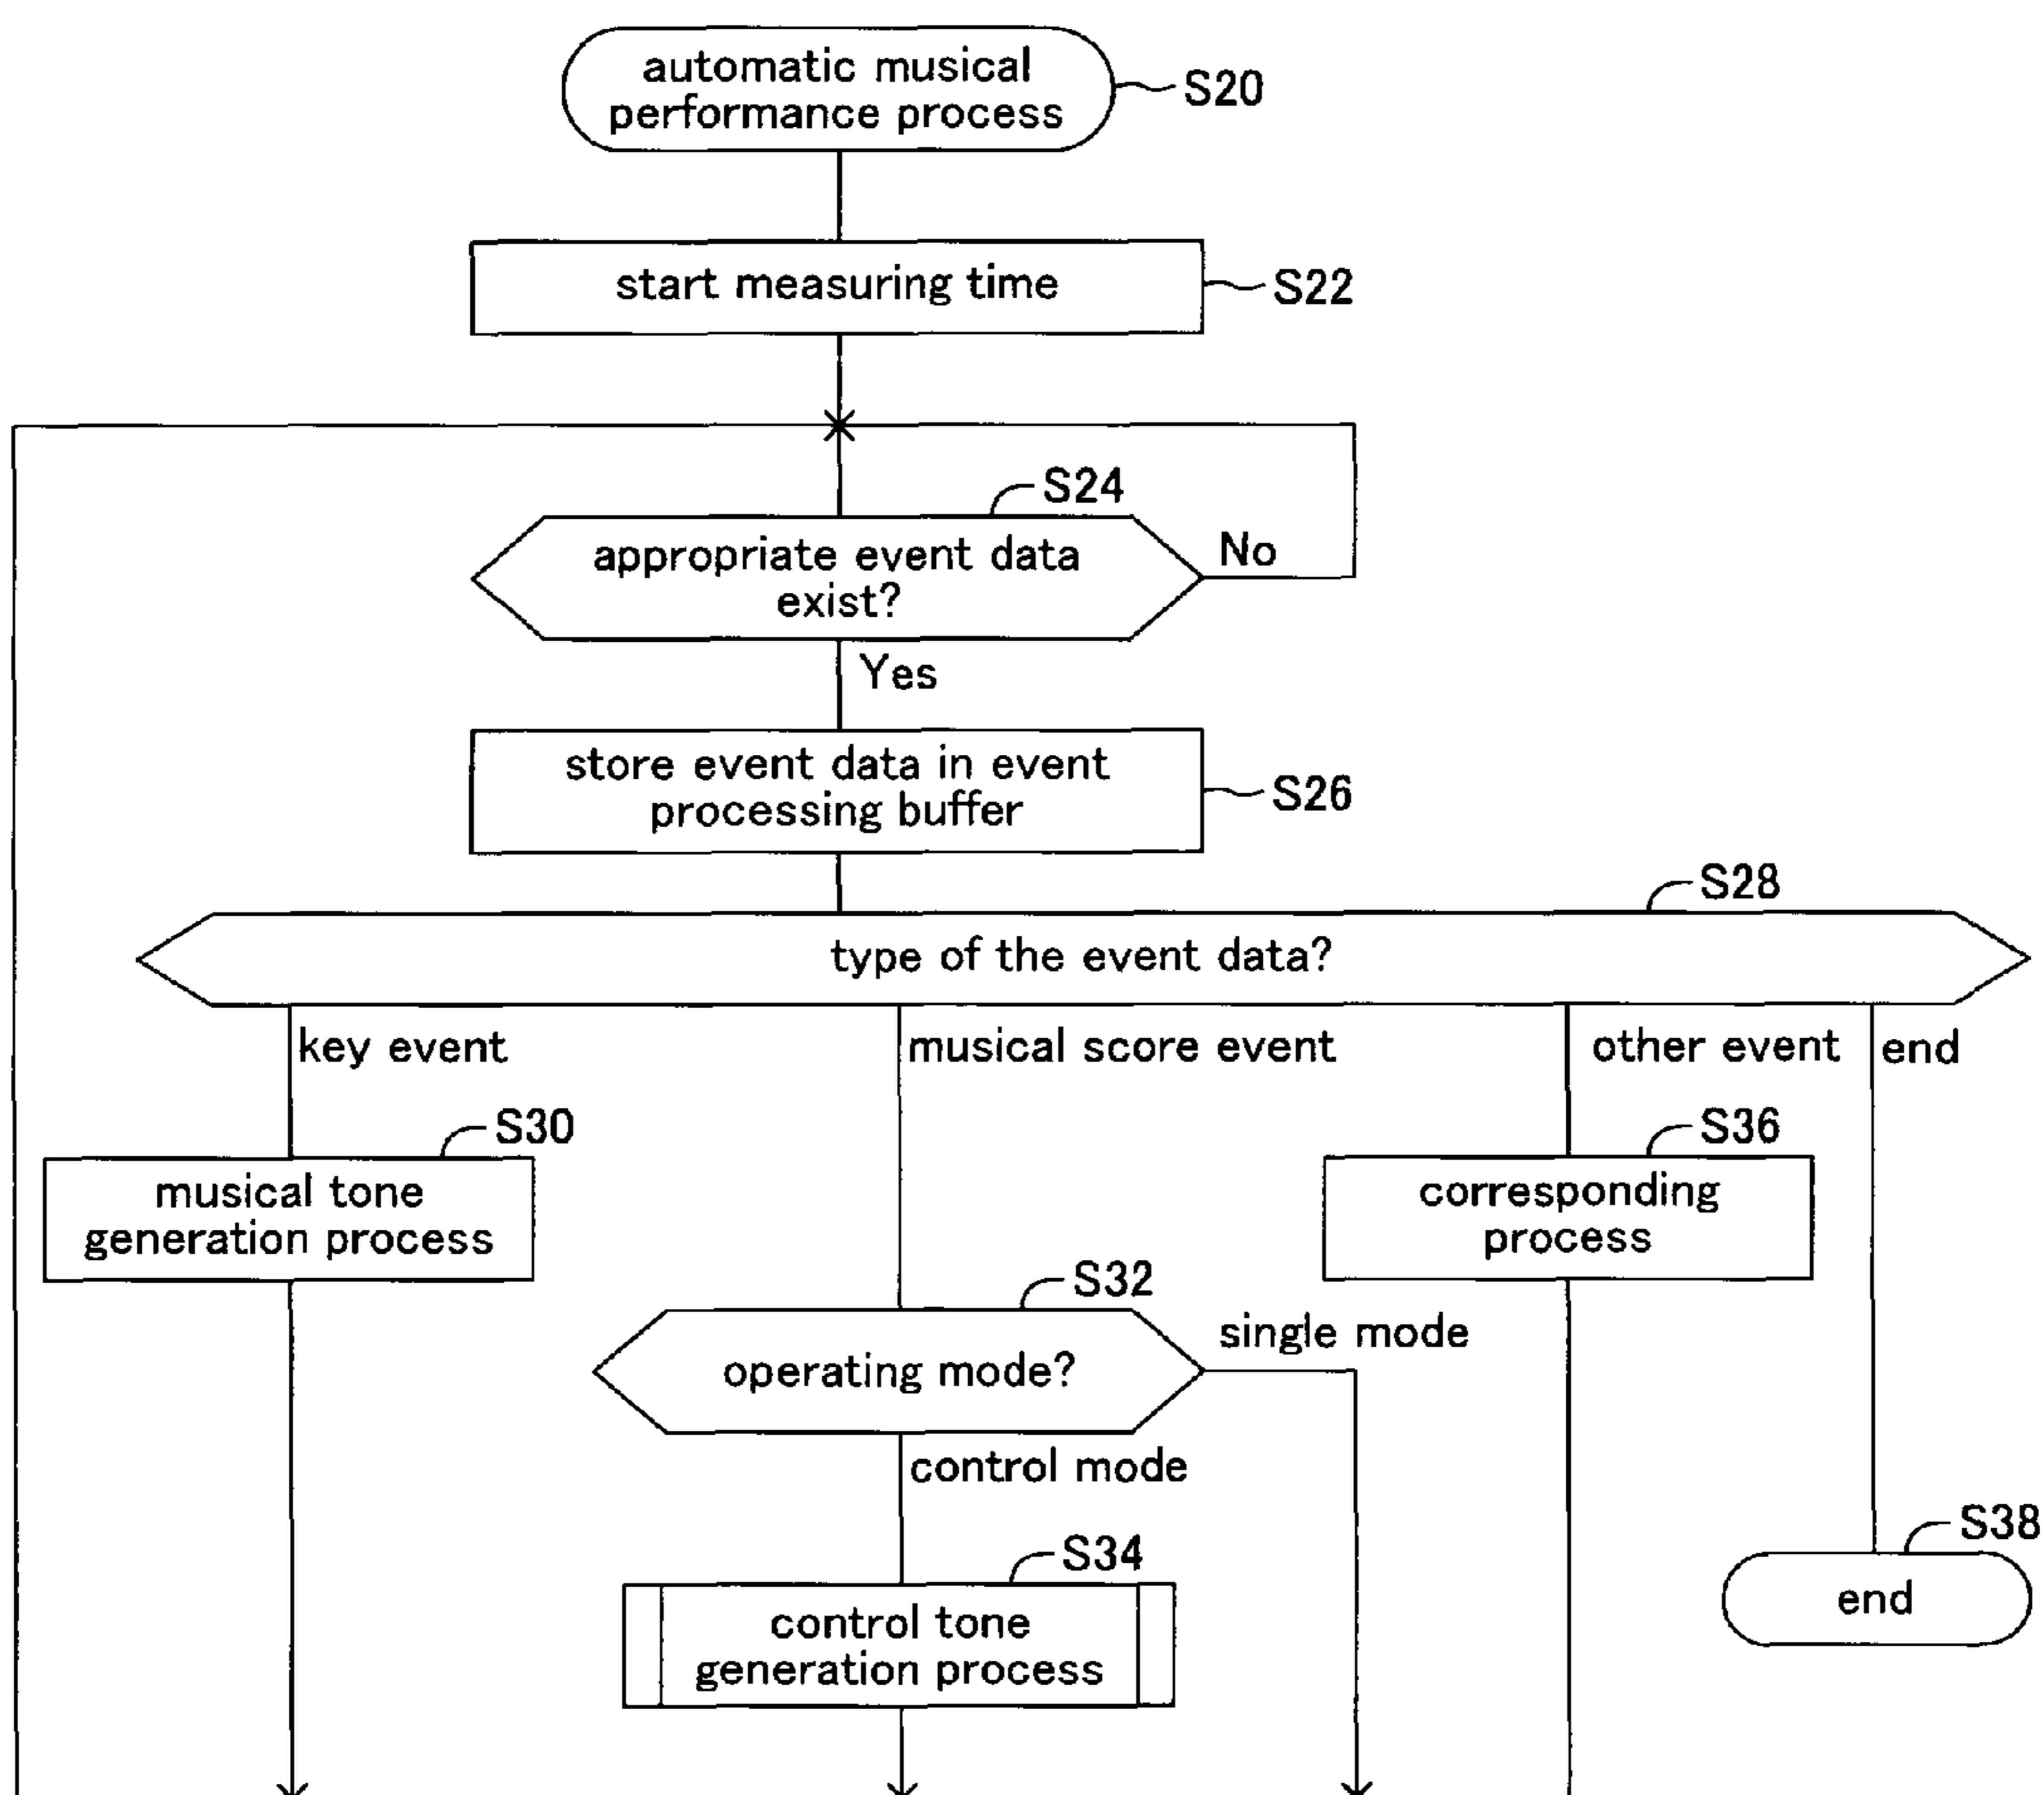 automatic musical
performance process
S20
start measuring time
S22
S24
appropriate event data
exist?
No
Yes
store event data in event
processing buffer
S26
S28
type of the event data?
key event
musical score event
other event
end
S30
musical tone
generation process
S36
corresponding
process
S32
operating mode?
single mode
control mode
S34
control tone
generation process
S38
end